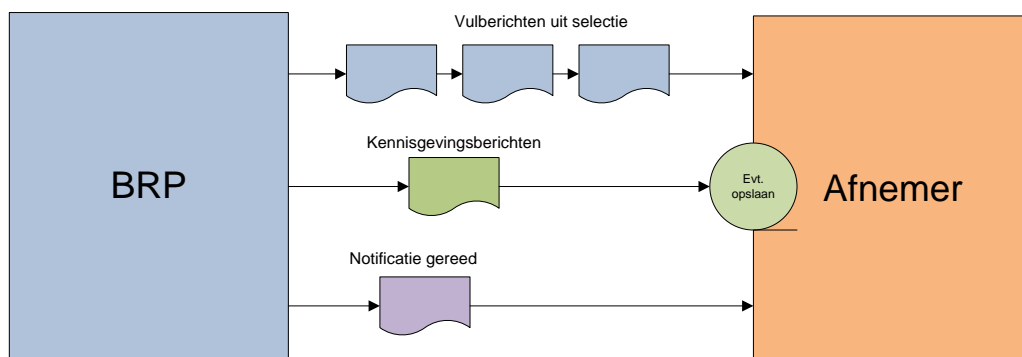 Vulberichten uit selectie
Kennisgevingsberichten
BRP
Evt.
opslaan
Afnemer
Notificatie gereed